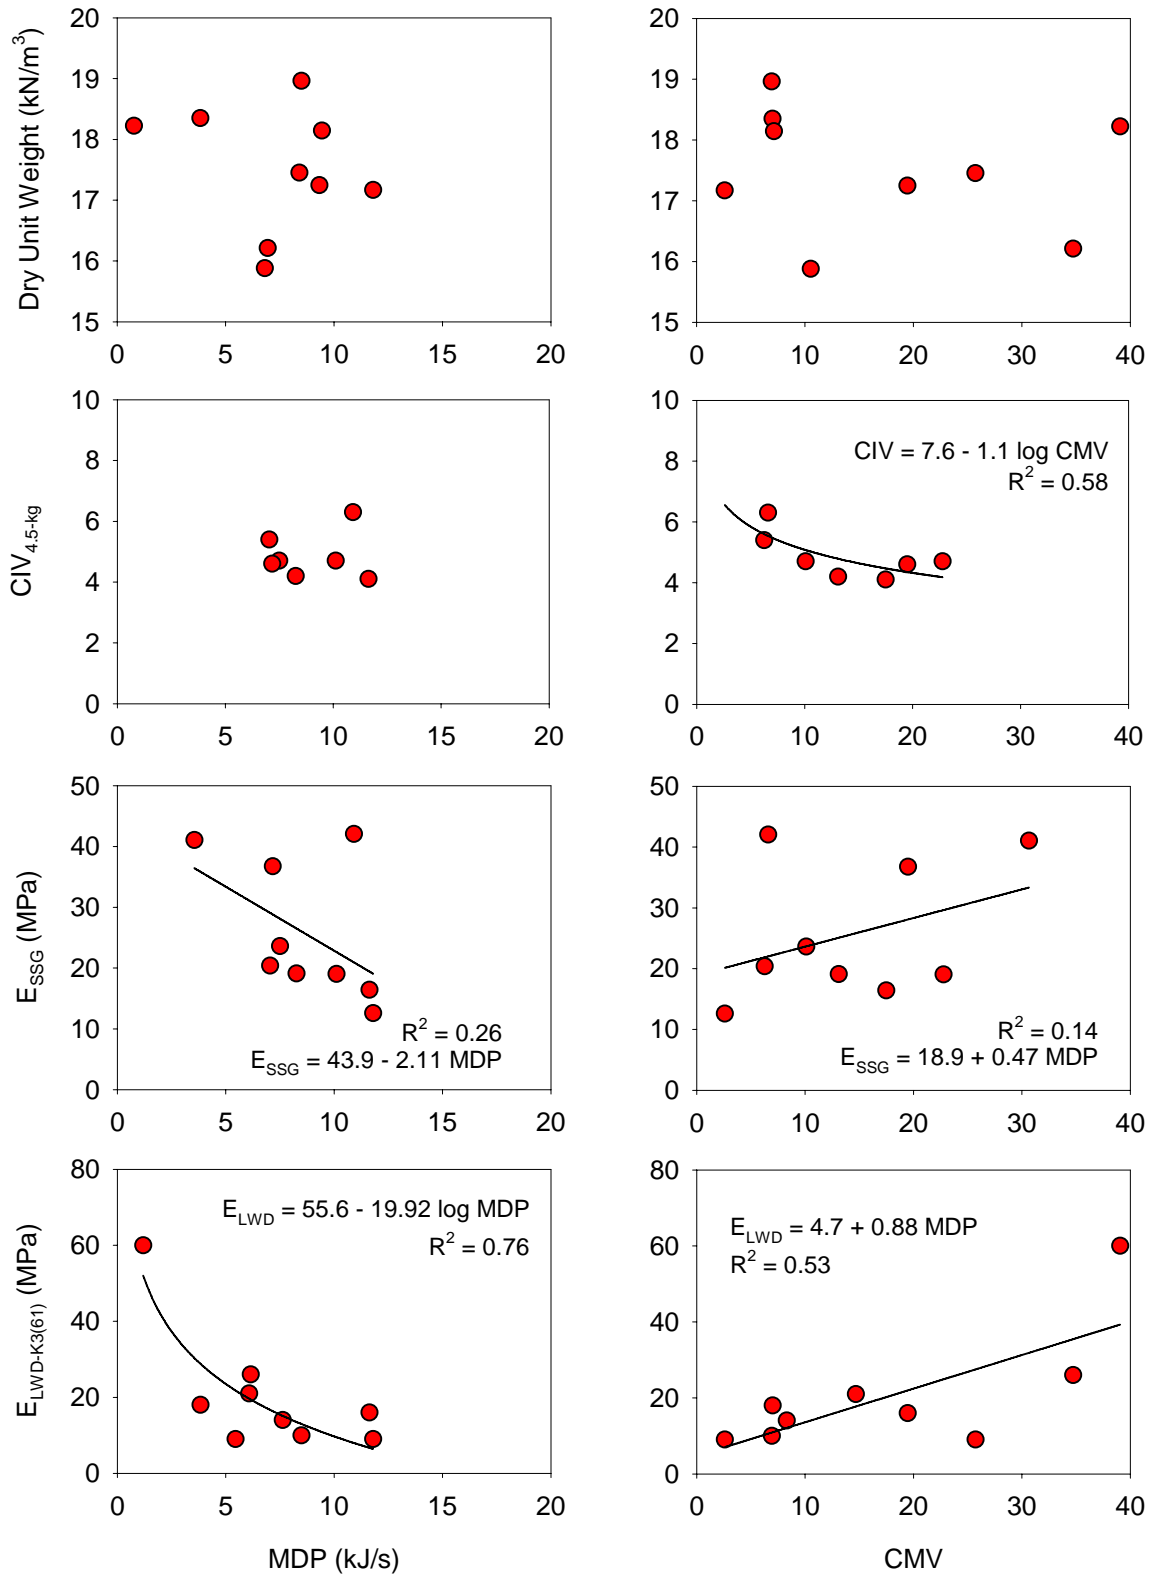 Dry Unit Weight (kN/m³)
20
19
18
17
16
15
0 5 10 15 20
20
19
18
17
16
15
0 10 20 30 40
CIV4.5-kg
10
8
6
4
2
0
0 5 10 15 20
10
8
6
4
2
0
CIV = 7.6 - 1.1 log CMV
R² = 0.58
0 10 20 30 40
ESSG (MPa)
50
40
30
20
10
0
R² = 0.26
ESSG = 43.9 - 2.11 MDP
0 5 10 15 20
50
40
30
20
10
0
R² = 0.14
ESSG = 18.9 + 0.47 MDP
0 10 20 30 40
ELWD-K3(61) (MPa)
80
60
40
20
0
ELWD = 55.6 - 19.92 log MDP
R² = 0.76
0 5 10 15 20
MDP (kJ/s)
80
60
40
20
0
ELWD = 4.7 + 0.88 MDP
R² = 0.53
0 10 20 30 40
CMV